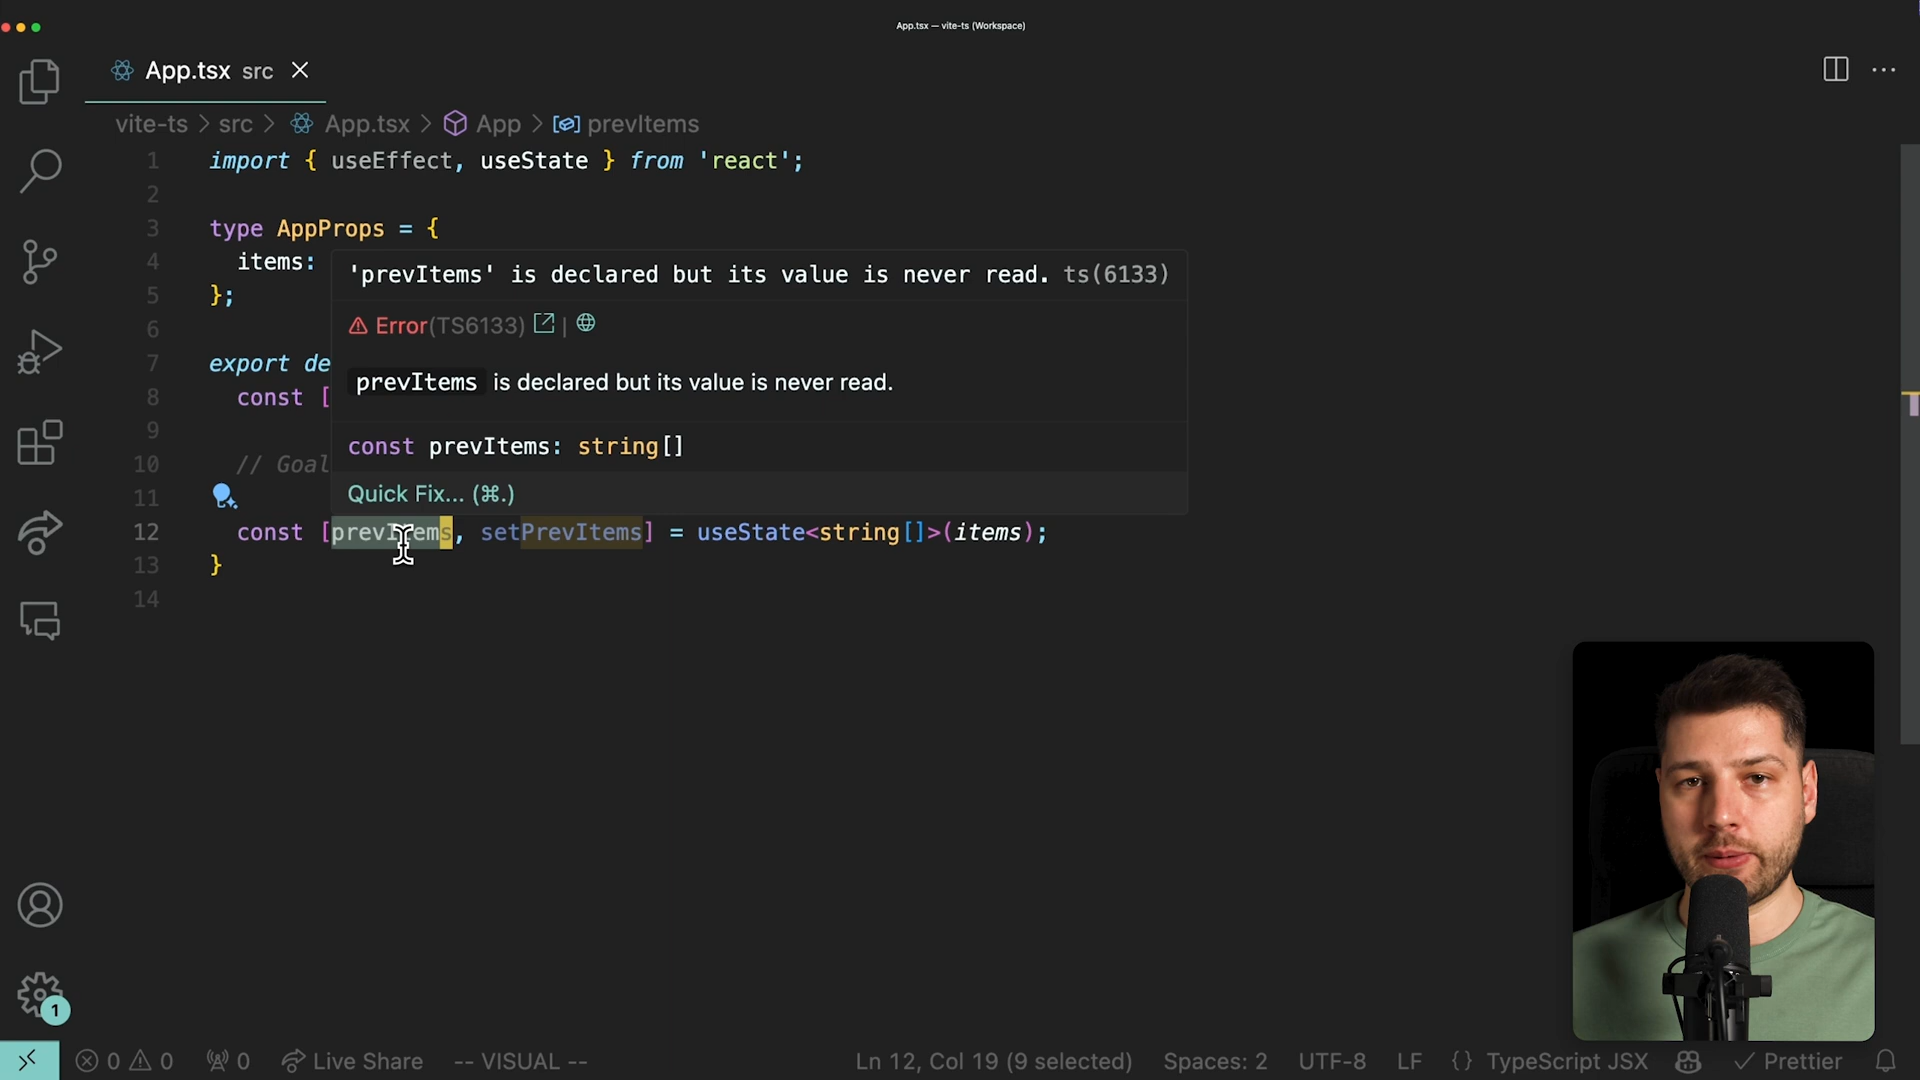 App.tsx — vite-ts (Workspace)
App.tsx src
vite-ts > src > App.tsx > App > prevItems
1 import { useEffect, useState } from 'react';
2
3 type AppProps = {
4 items:
5 };
6
7 export de
8 const [
9
10 // Goal
11
12 const [prevItems, setPrevItems] = useState<string[]>(items);
13 }
14
'prevItems' is declared but its value is never read. ts(6133)
Error(TS6133) |
prevItems is declared but its value is never read.
const prevItems: string[]
Quick Fix... (⌘.)
1
0 0 0 Live Share -- VISUAL -- Ln 12, Col 19 (9 selected) Spaces: 2 UTF-8 LF {} TypeScript JSX Prettier